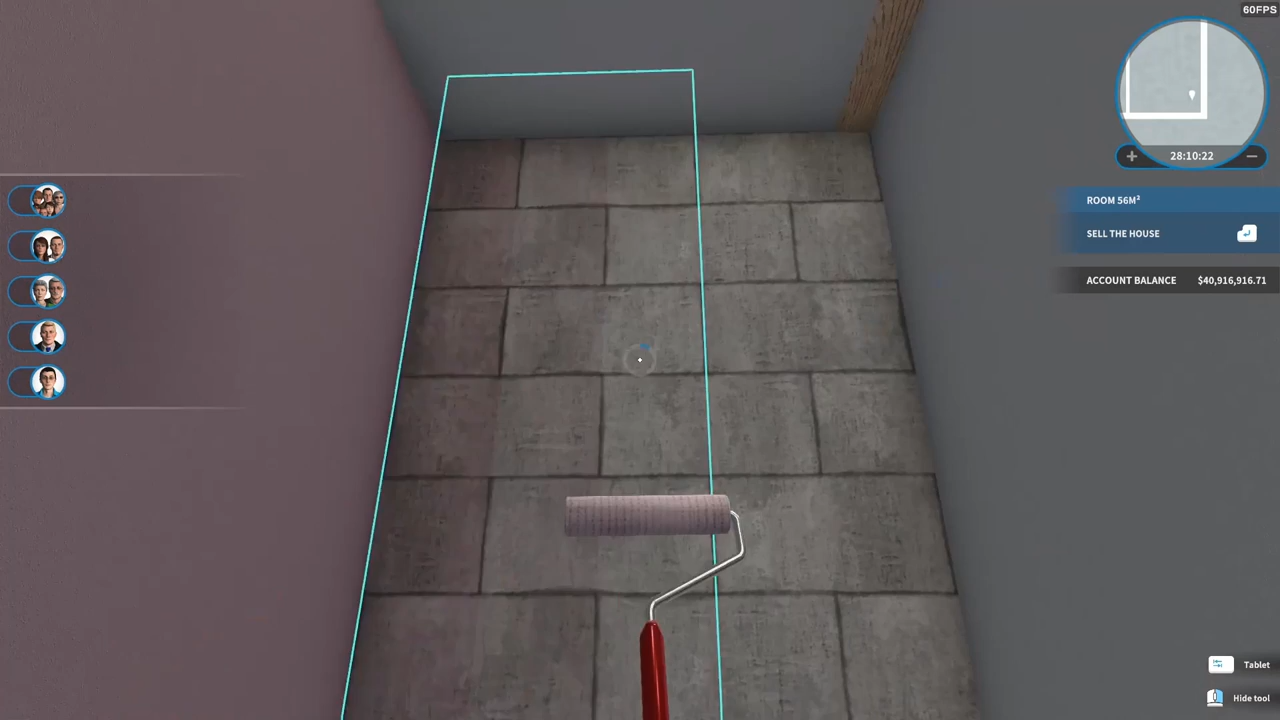 60FPS
28:10:22
ROOM 56M²
SELL THE HOUSE
ACCOUNT BALANCE $40,916,916.71
Tablet
Hide tool